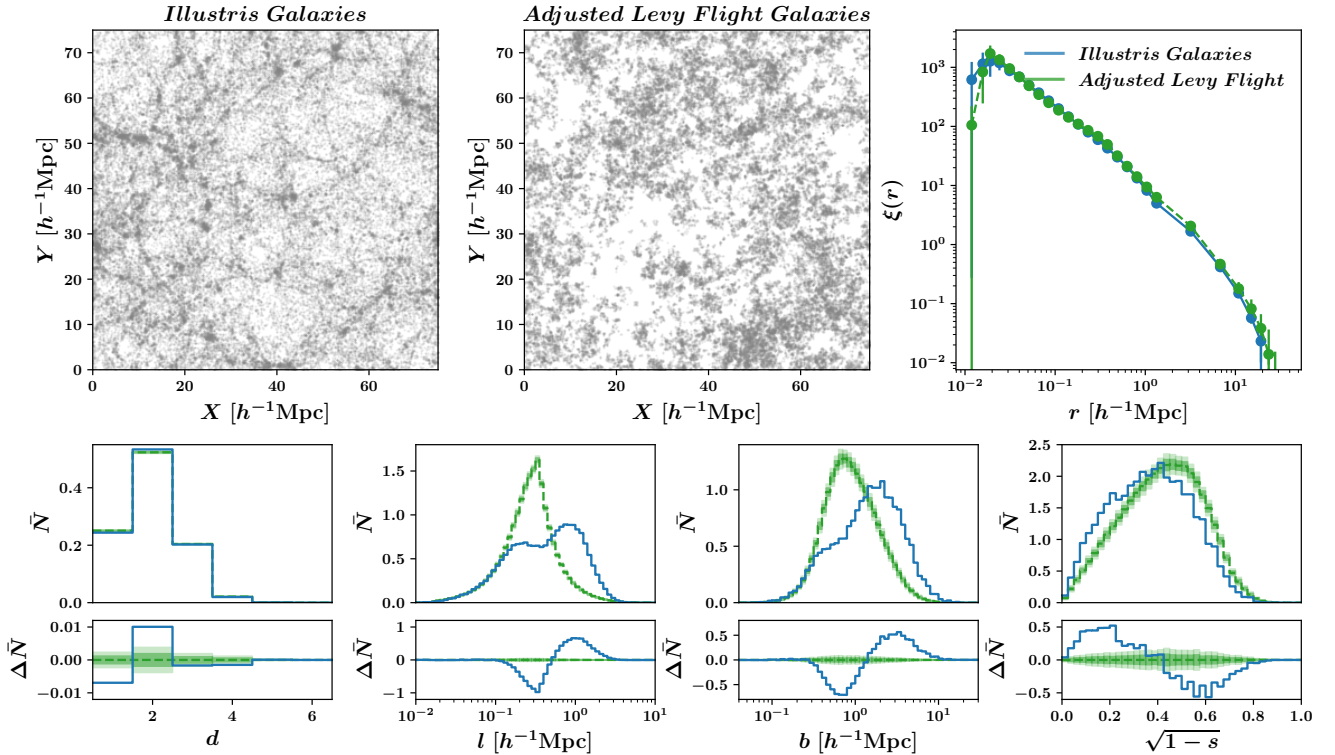 Illustris Galaxies
Adjusted Levy Flight Galaxies
Y [h⁻¹Mpc]
70
60
50
40
30
20
10
0
0 20 40 60
X [h⁻¹Mpc]
Y [h⁻¹Mpc]
70
60
50
40
30
20
10
0
0 20 40 60
X [h⁻¹Mpc]
Illustris Galaxies
Adjusted Levy Flight
ξ(r)
10³
10²
10¹
10⁰
10⁻¹
10⁻²
10⁻² 10⁻¹ 10⁰ 10¹
r [h⁻¹Mpc]
N̄
0.4
0.2
0.0
ΔN̄
0.01
0.00
−0.01
2 4 6
d
N̄
1.5
1.0
0.5
0.0
ΔN̄
1
0
−1
10⁻² 10⁻¹ 10⁰ 10¹
l [h⁻¹Mpc]
N̄
1.0
0.5
0.0
ΔN̄
0.5
0.0
−0.5
10⁻¹ 10⁰ 10¹
b [h⁻¹Mpc]
N̄
2.5
2.0
1.5
1.0
0.5
0.0
ΔN̄
0.5
0.0
−0.5
0.0 0.2 0.4 0.6 0.8 1.0
√1 − s